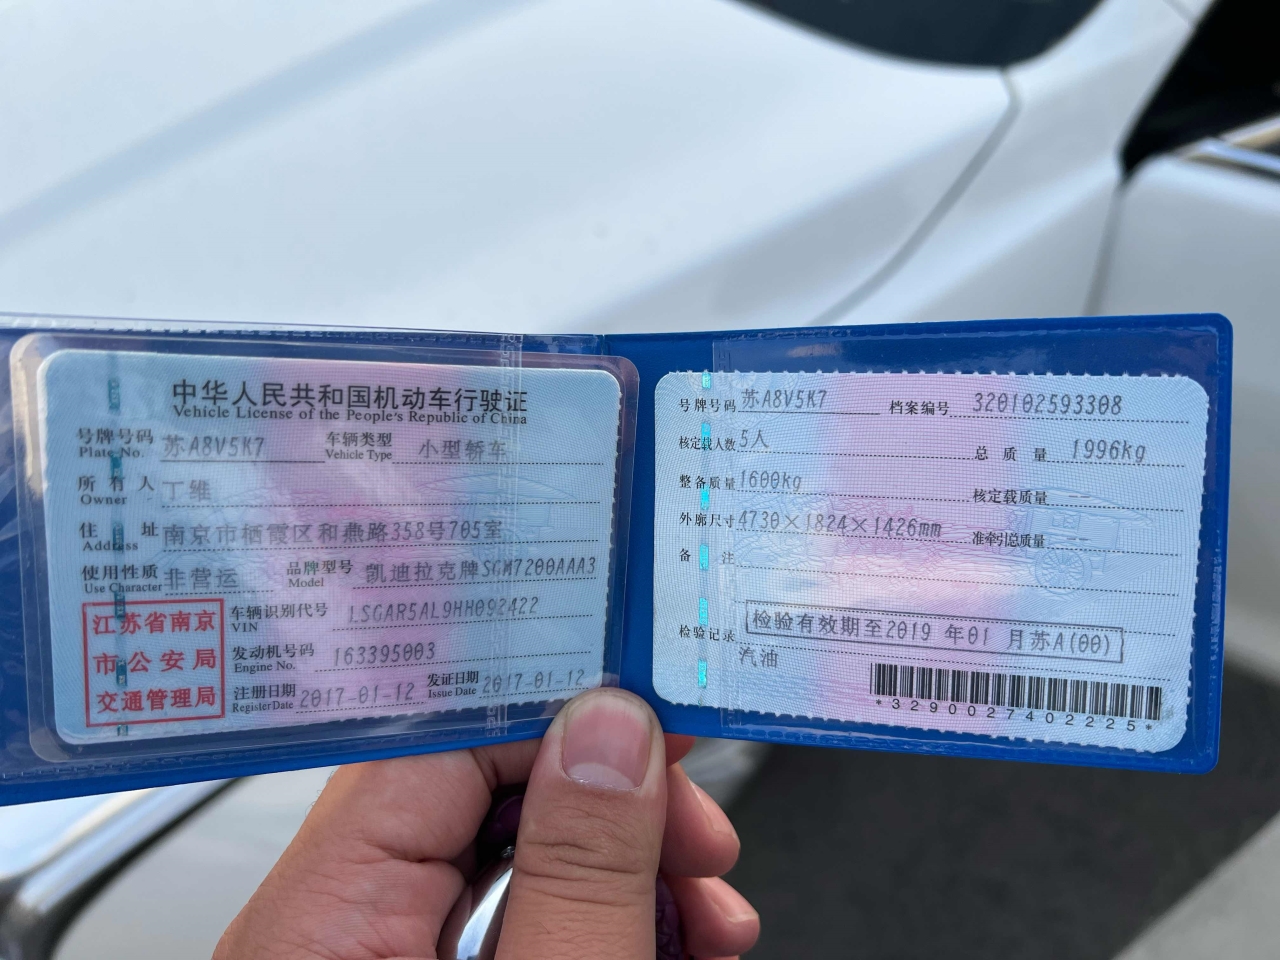 中华人民共和国机动车行驶证
Vehicle License of the People's Republic of China
号牌号码 苏A8V5K7 车辆类型 小型轿车
Plate No. Vehicle Type
所有人 丁维
Owner
住址 南京市栖霞区和燕路358号705室
Address
使用性质 非营运 品牌型号 凯迪拉克牌SGM7200AAA3
Use Character Model
江苏省南京
市公安局
交通管理局
车辆识别代号 LSGAR5AL9HH092422
VIN
发动机号码 163395003
Engine No.
注册日期 2017-01-12 发证日期 2017-01-12
Register Date Issue Date
号牌号码 苏A8V5K7 档案编号 320102593308
核定载人数 5人 总质量 1996kg
整备质量 1600kg 核定载质量
外廓尺寸 4730×1824×1426mm 准牵引总质量
备注
检验记录 检验有效期至2019年01月苏A(00)
汽油
*3290027402225*